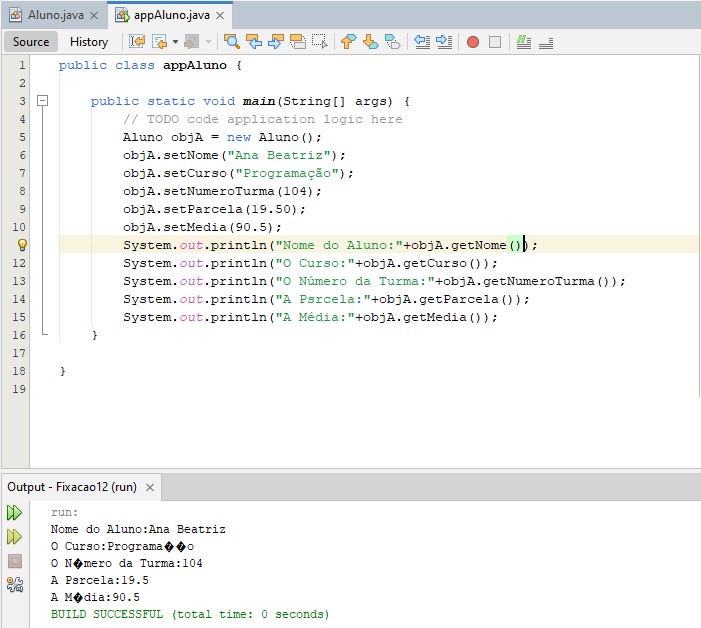 Aluno.java appAluno.java
Source History
1 public class appAluno {
2
3 public static void main(String[] args) {
4 // TODO code application logic here
5 Aluno objA = new Aluno();
6 objA.setNome("Ana Beatriz");
7 objA.setCurso("Programação");
8 objA.setNumeroTurma(104);
9 objA.setParcela(19.50);
10 objA.setMedia(90.5);
System.out.println("Nome do Aluno:"+objA.getNome());
12 System.out.println("O Curso:"+objA.getCurso());
13 System.out.println("O Número da Turma:"+objA.getNumeroTurma());
14 System.out.println("A Psrcela:"+objA.getParcela());
15 System.out.println("A Média:"+objA.getMedia());
16 }
17
18 }
19
Output - Fixacao12 (run)
run:
Nome do Aluno:Ana Beatriz
O Curso:Programa��o
O N�mero da Turma:104
A Psrcela:19.5
A M�dia:90.5
BUILD SUCCESSFUL (total time: 0 seconds)